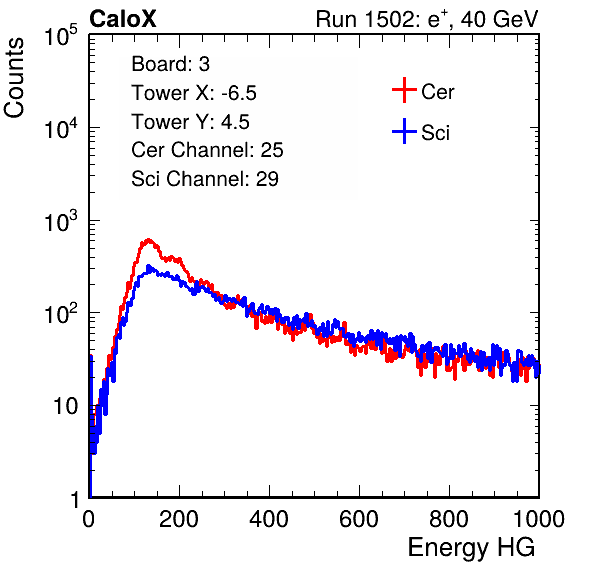 CaloX Run 1502: e⁺, 40 GeV
Board: 3
Tower X: -6.5
Tower Y: 4.5
Cer Channel: 25
Sci Channel: 29
Cer
Sci
Counts
10⁵
10⁴
10³
10²
10
1
0 200 400 600 800 1000
Energy HG